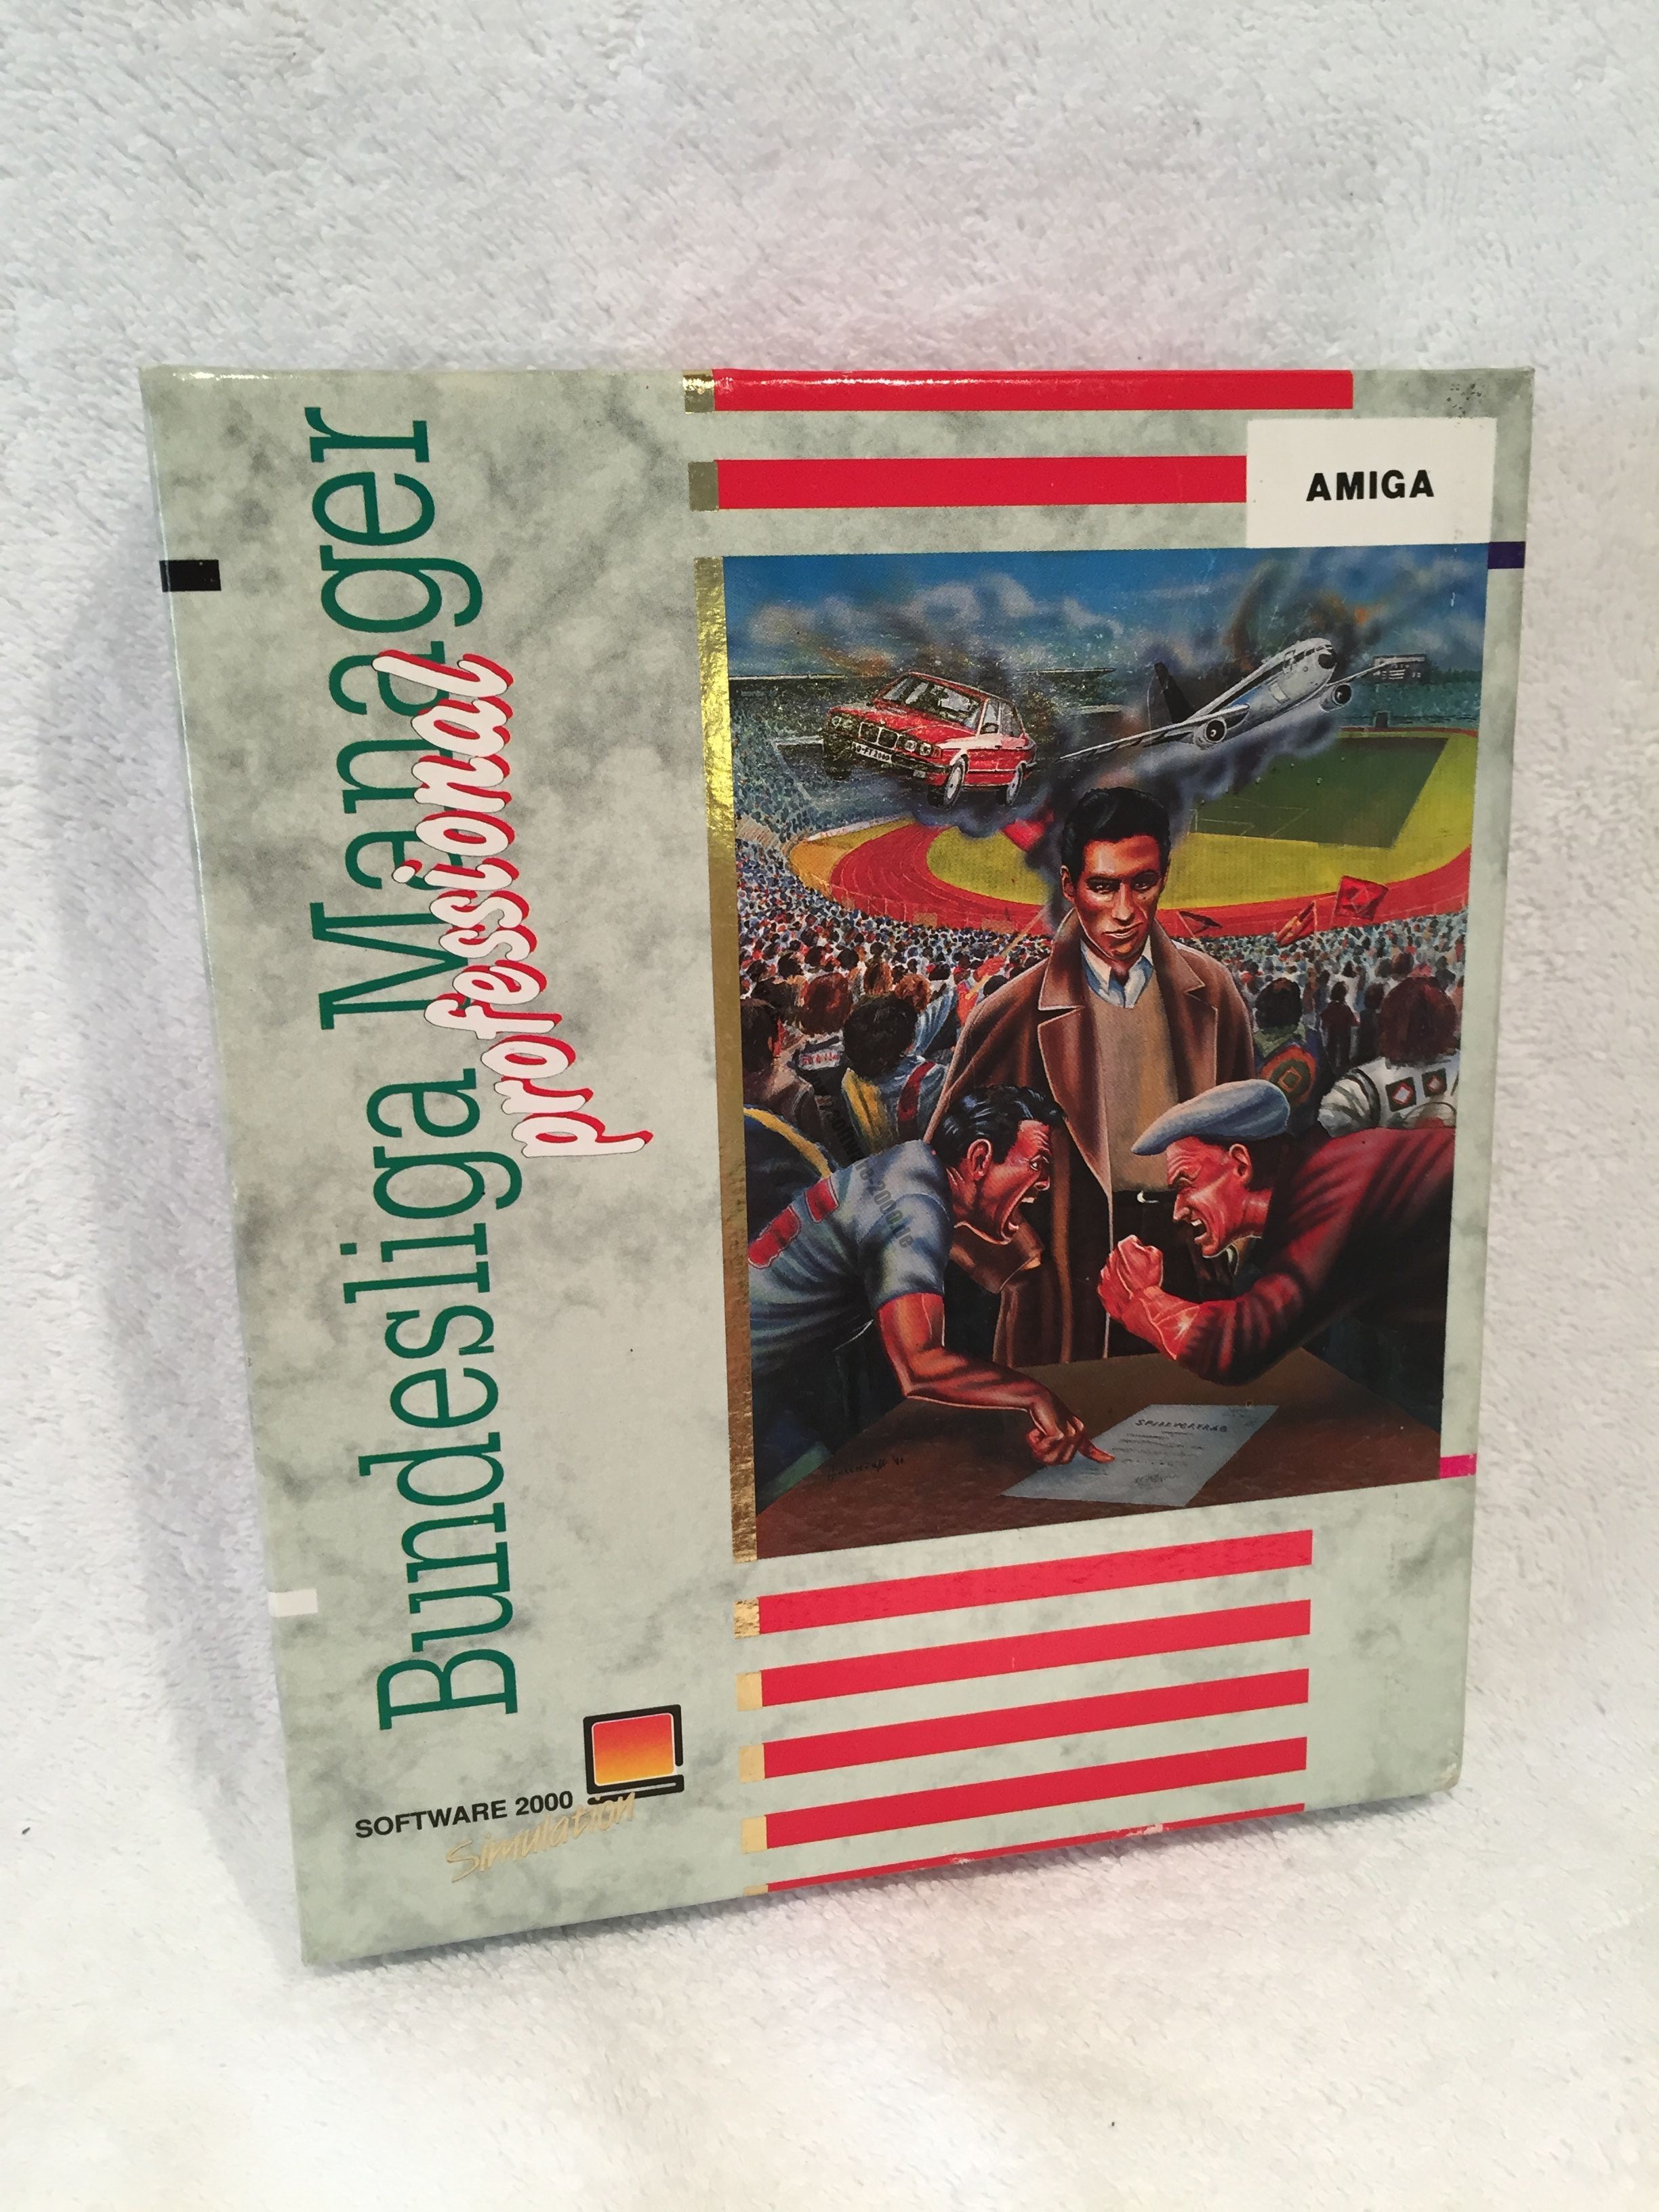 Bundesliga Manager
professional
AMIGA
SPIELVERTRAG
SOFTWARE 2000
Simulation